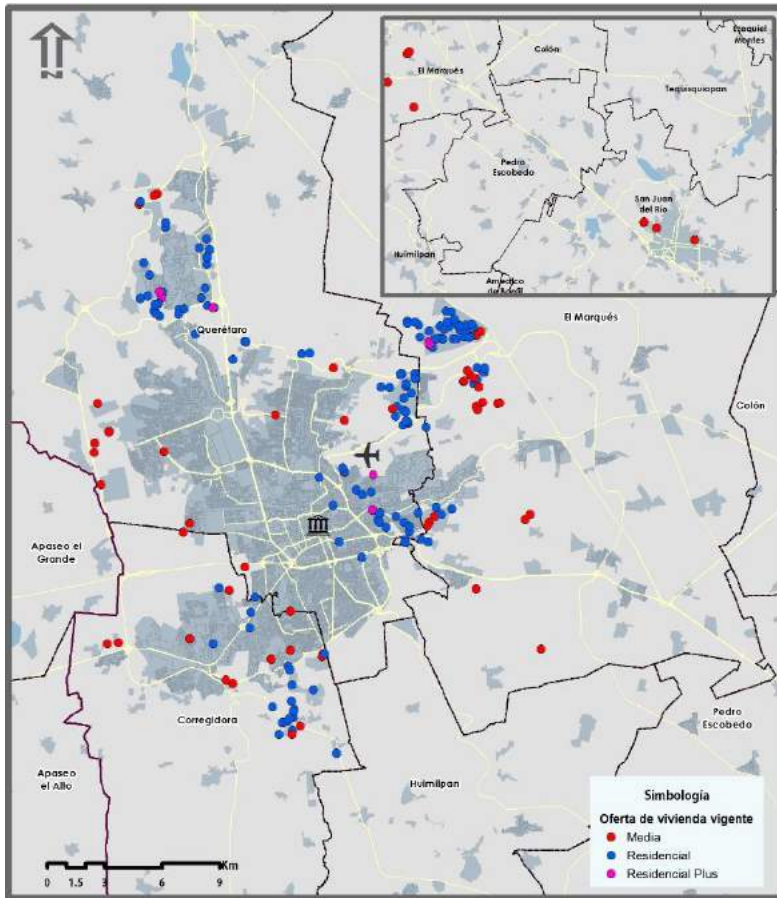 N
Colón
Ezequiel
Montes
El Marqués
Tequisquiapan
Pedro
Escobedo
San Juan
del Río
Huimilpan
El Marqués
Querétaro
Colón
Apaseo el
Grande
Corregidora
Pedro
Escobedo
Apaseo
el Alto
Huimilpan
Simbología
Oferta de vivienda vigente
Media
Residencial
Residencial Plus
Km
0 1.5 3 6 9